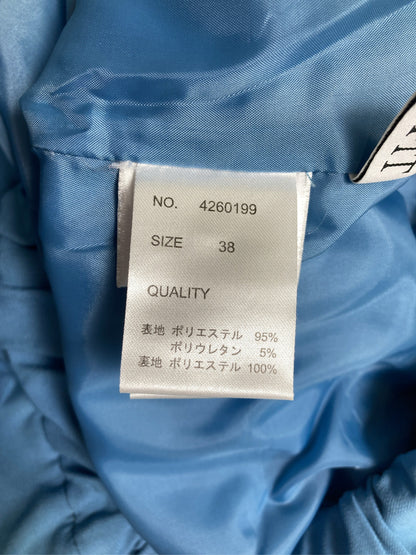 NO. 4260199
SIZE 38
QUALITY
表地 ポリエステル 95%
ポリウレタン 5%
裏地 ポリエステル 100%